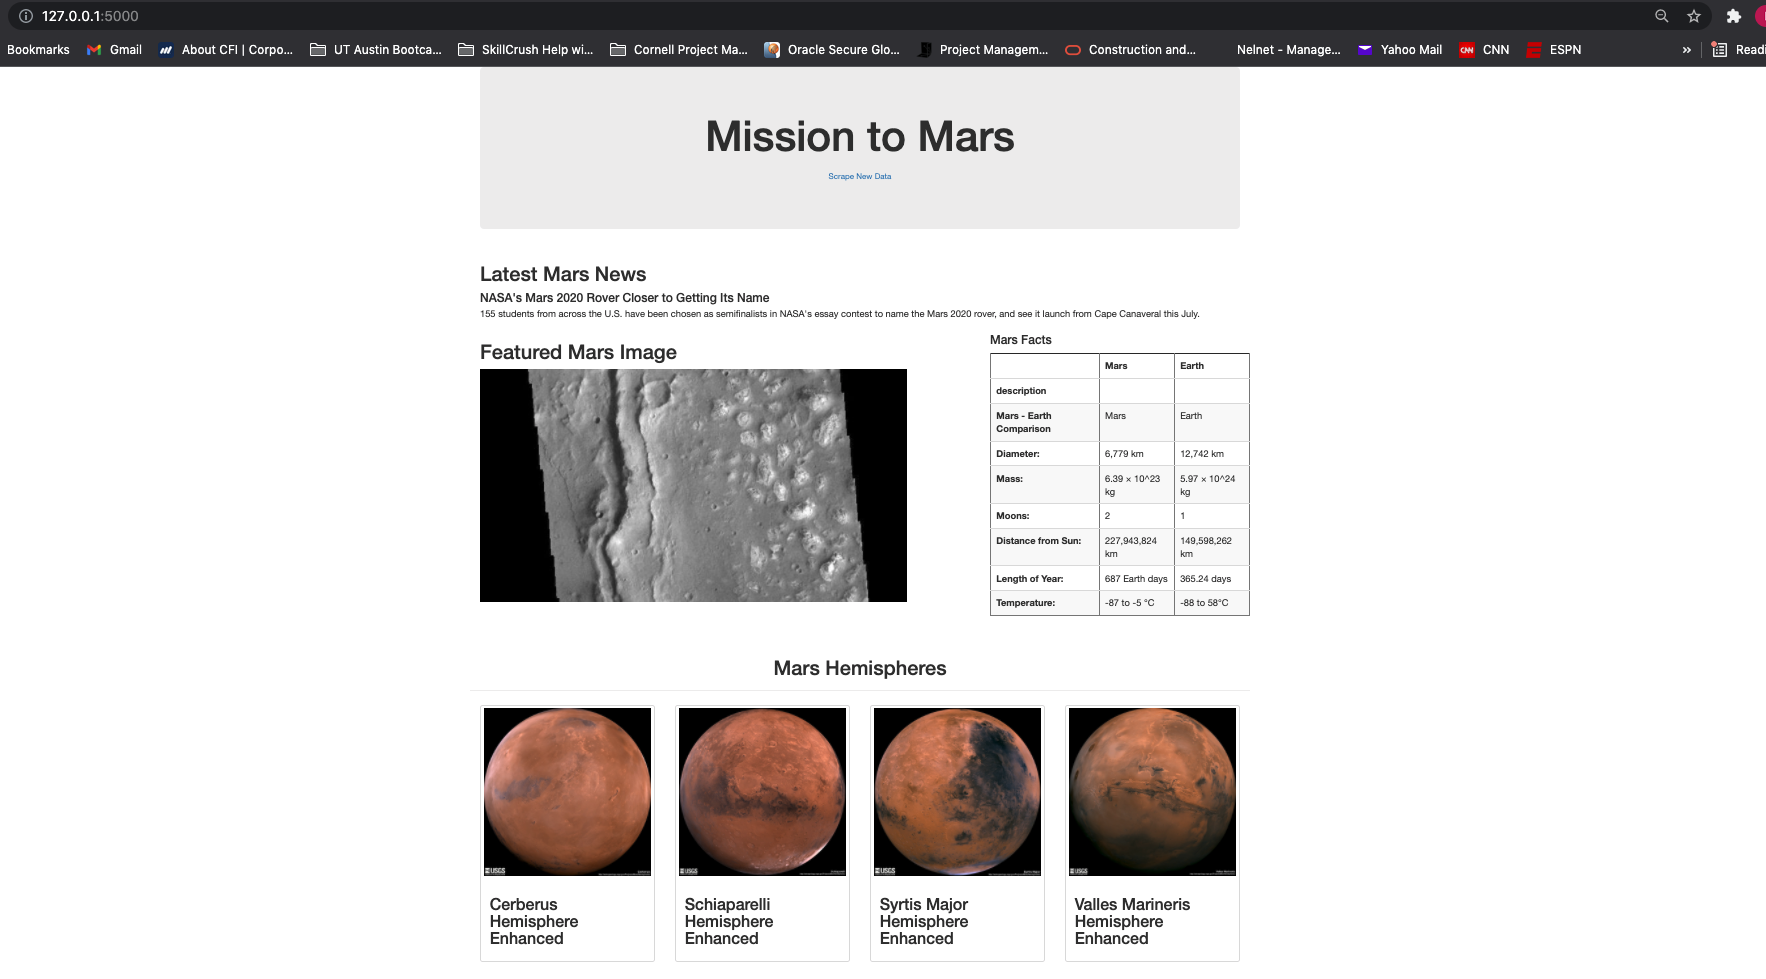 127.0.0.1:5000
Bookmarks Gmail About CFI | Corpo... UT Austin Bootca... SkillCrush Help wi... Cornell Project Ma... Oracle Secure Glo... Project Managem... Construction and... Nelnet - Manage... Yahoo Mail CNN CNN ESPN » Readi
Mission to Mars
Scrape New Data
Latest Mars News
NASA's Mars 2020 Rover Closer to Getting Its Name
155 students from across the U.S. have been chosen as semifinalists in NASA's essay contest to name the Mars 2020 rover, and see it launch from Cape Canaveral this July.
Featured Mars Image
Mars Facts
Mars Earth
description
Mars - Earth Comparison Mars Earth
Diameter: 6,779 km 12,742 km
Mass: 6.39 × 10^23 kg 5.97 × 10^24 kg
Moons: 2 1
Distance from Sun: 227,943,824 km 149,598,262 km
Length of Year: 687 Earth days 365.24 days
Temperature: -87 to -5 °C -88 to 58°C
Mars Hemispheres
USGS USGS USGS USGS
Cerberus
Hemisphere
Enhanced
Schiaparelli
Hemisphere
Enhanced
Syrtis Major
Hemisphere
Enhanced
Valles Marineris
Hemisphere
Enhanced